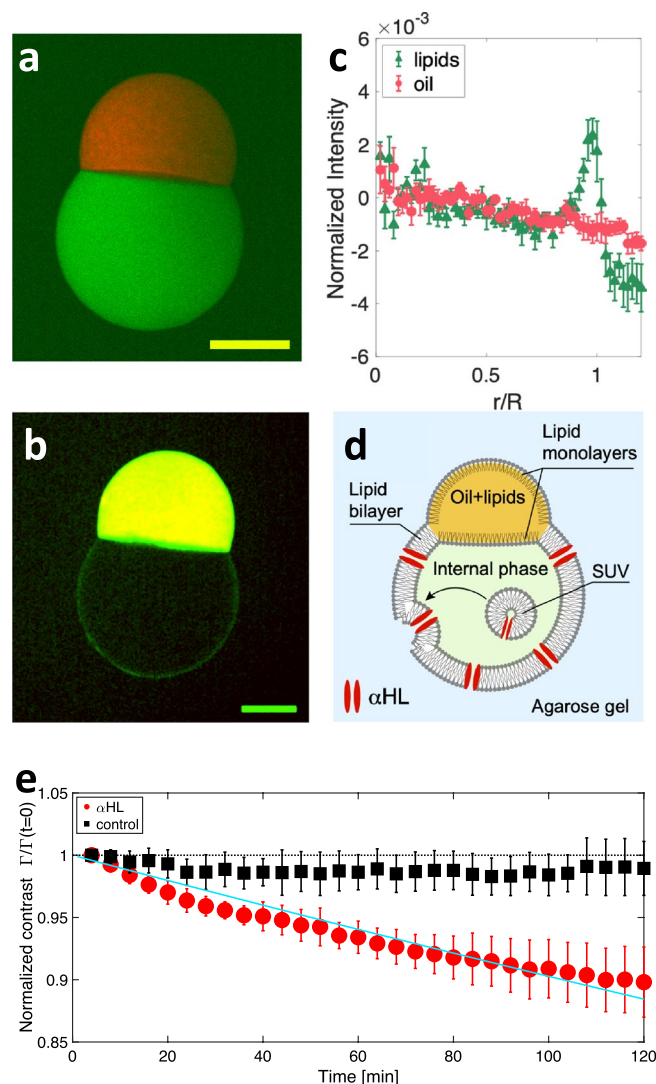 a
c
×10⁻³
6
4
2
0
-2
-4
-6
lipids
oil
Normalized Intensity
0
0.5
1
r/R
b
d
Lipid
monolayers
Lipid
bilayer
Oil+lipids
Internal phase
SUV
αHL
Agarose gel
e
1.05
1
0.95
0.9
0.85
αHL
control
Normalized contrast Γ/Γ(t=0)
0
20
40
60
80
100
120
Time [min]